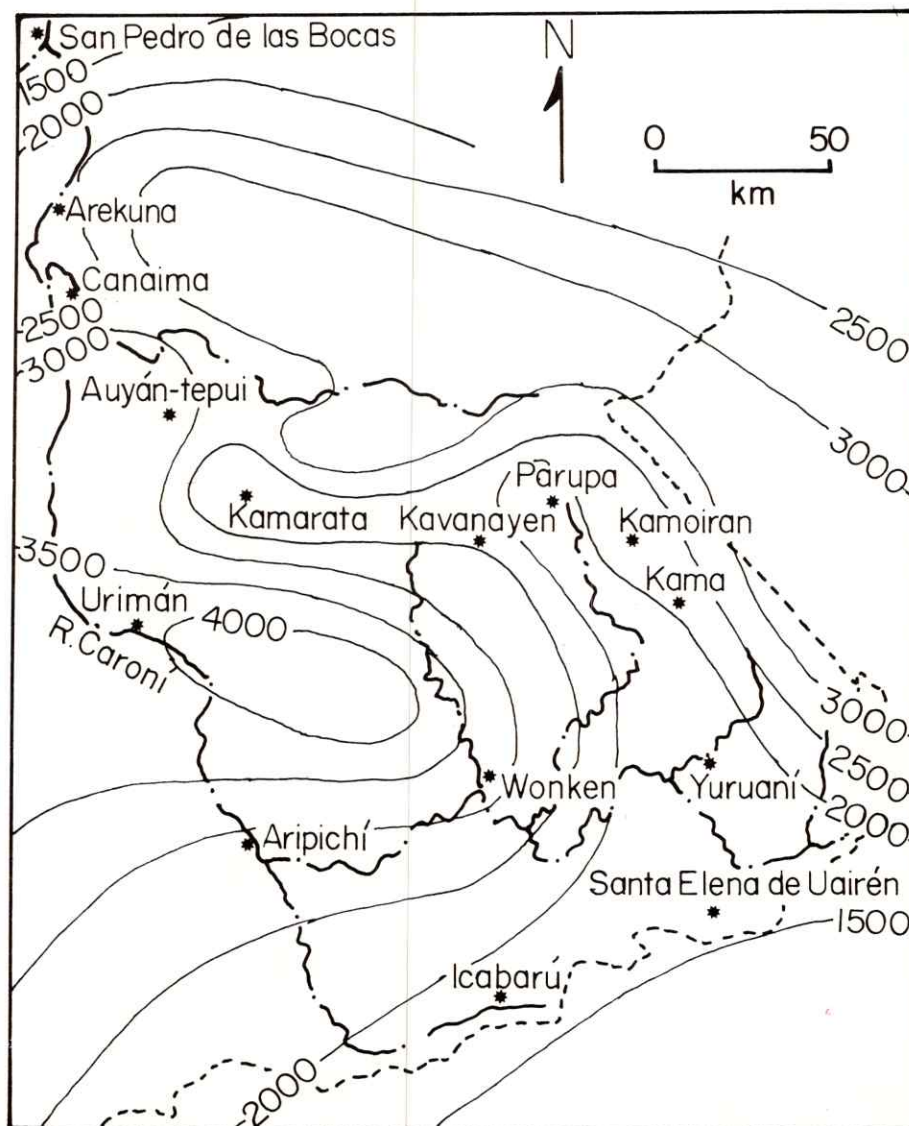 San Pedro de las Bocas
N
1500
2000
0 50
km
Arekuna
Canaima
2500
2500
3000
Auyán-tepui
3000
Pärupa
Kamarata
Kavanayen
Kamoiran
3500
Kama
Urimán
4000
R. Caroní
3000
Wonken
Yuruaní
2500
2000
Aripichí
Santa Elena de Uairén
1500
Icabarú
2000